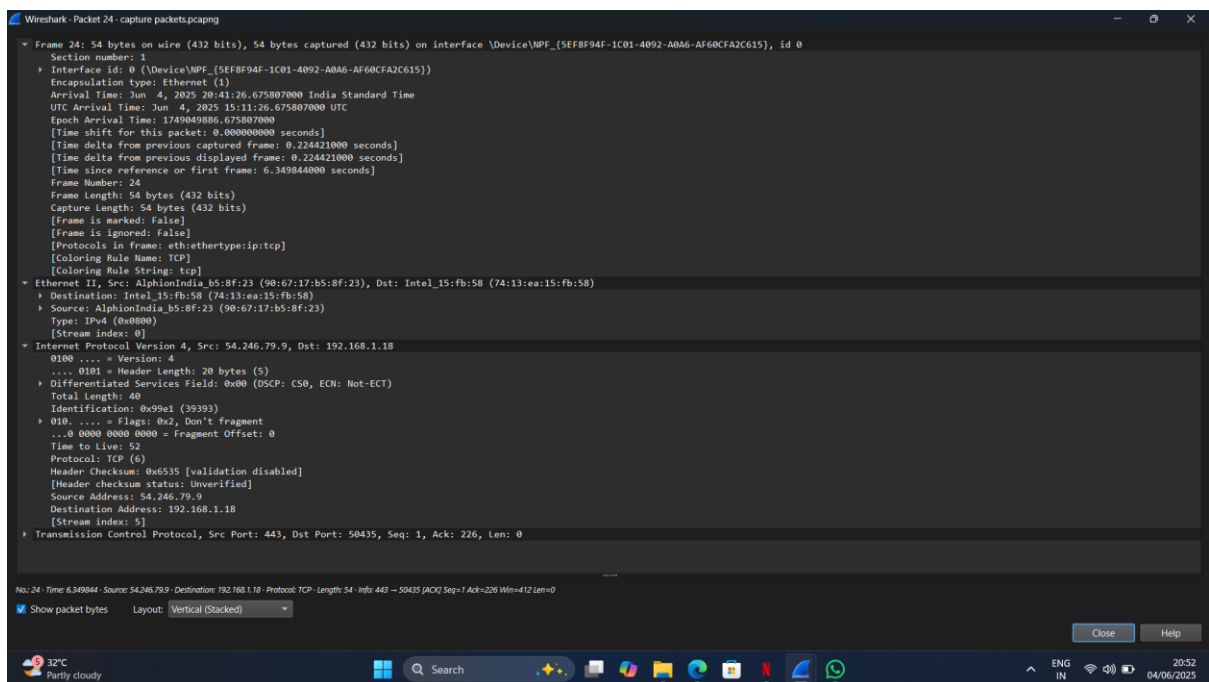 Wireshark · Packet 24 · capture packets.pcapng
Frame 24: 54 bytes on wire (432 bits), 54 bytes captured (432 bits) on interface \Device\NPF_{5EF8F94F-1C01-4092-A0A6-AF60CFA2C615}, id 0
Section number: 1
Interface id: 0 (\Device\NPF_{5EF8F94F-1C01-4092-A0A6-AF60CFA2C615})
Encapsulation type: Ethernet (1)
Arrival Time: Jun  4, 2025 20:41:26.675807000 India Standard Time
UTC Arrival Time: Jun  4, 2025 15:11:26.675807000 UTC
Epoch Arrival Time: 1749049886.675807000
[Time shift for this packet: 0.000000000 seconds]
[Time delta from previous captured frame: 0.224421000 seconds]
[Time delta from previous displayed frame: 0.224421000 seconds]
[Time since reference or first frame: 6.349844000 seconds]
Frame Number: 24
Frame Length: 54 bytes (432 bits)
Capture Length: 54 bytes (432 bits)
[Frame is marked: False]
[Frame is ignored: False]
[Protocols in frame: eth:ethertype:ip:tcp]
[Coloring Rule Name: TCP]
[Coloring Rule String: tcp]
Ethernet II, Src: AlphionIndia_b5:8f:23 (90:67:17:b5:8f:23), Dst: Intel_15:fb:58 (74:13:ea:15:fb:58)
Destination: Intel_15:fb:58 (74:13:ea:15:fb:58)
Source: AlphionIndia_b5:8f:23 (90:67:17:b5:8f:23)
Type: IPv4 (0x0800)
[Stream index: 0]
Internet Protocol Version 4, Src: 54.246.79.9, Dst: 192.168.1.18
0100 .... = Version: 4
.... 0101 = Header Length: 20 bytes (5)
Differentiated Services Field: 0x00 (DSCP: CS0, ECN: Not-ECT)
Total Length: 40
Identification: 0x99e1 (39393)
010. .... = Flags: 0x2, Don't fragment
...0 0000 0000 0000 = Fragment Offset: 0
Time to Live: 52
Protocol: TCP (6)
Header Checksum: 0x6535 [validation disabled]
[Header checksum status: Unverified]
Source Address: 54.246.79.9
Destination Address: 192.168.1.18
[Stream index: 5]
Transmission Control Protocol, Src Port: 443, Dst Port: 50435, Seq: 1, Ack: 226, Len: 0
No.: 24 · Time: 6.349844 · Source: 54.246.79.9 · Destination: 192.168.1.18 · Protocol: TCP · Length: 54 · Info: 443 → 50435 [ACK] Seq=1 Ack=226 Win=412 Len=0
Show packet bytes Layout: Vertical (Stacked)
Close Help
5 32°C
Partly cloudy
Search
ENG
IN
20:52
04/06/2025